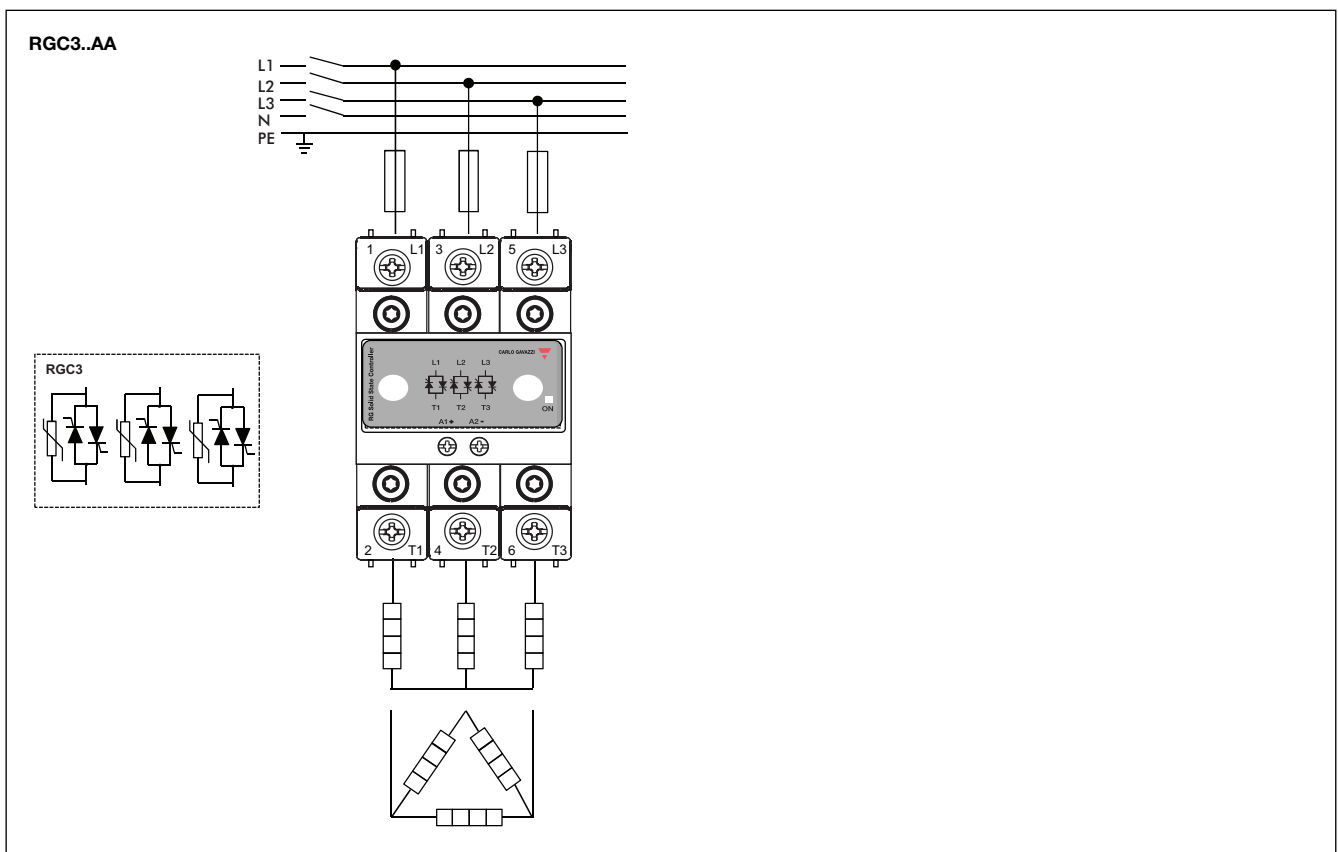 RGC3..AA
L1
L2
L3
N
PE
1 L1 3 L2 5 L3
RG Solid State Controller
CARLO GAVAZZI
L1 L2 L3
T1 T2 T3
ON
A1+ A2-
RGC3
2 T1 4 T2 6 T3